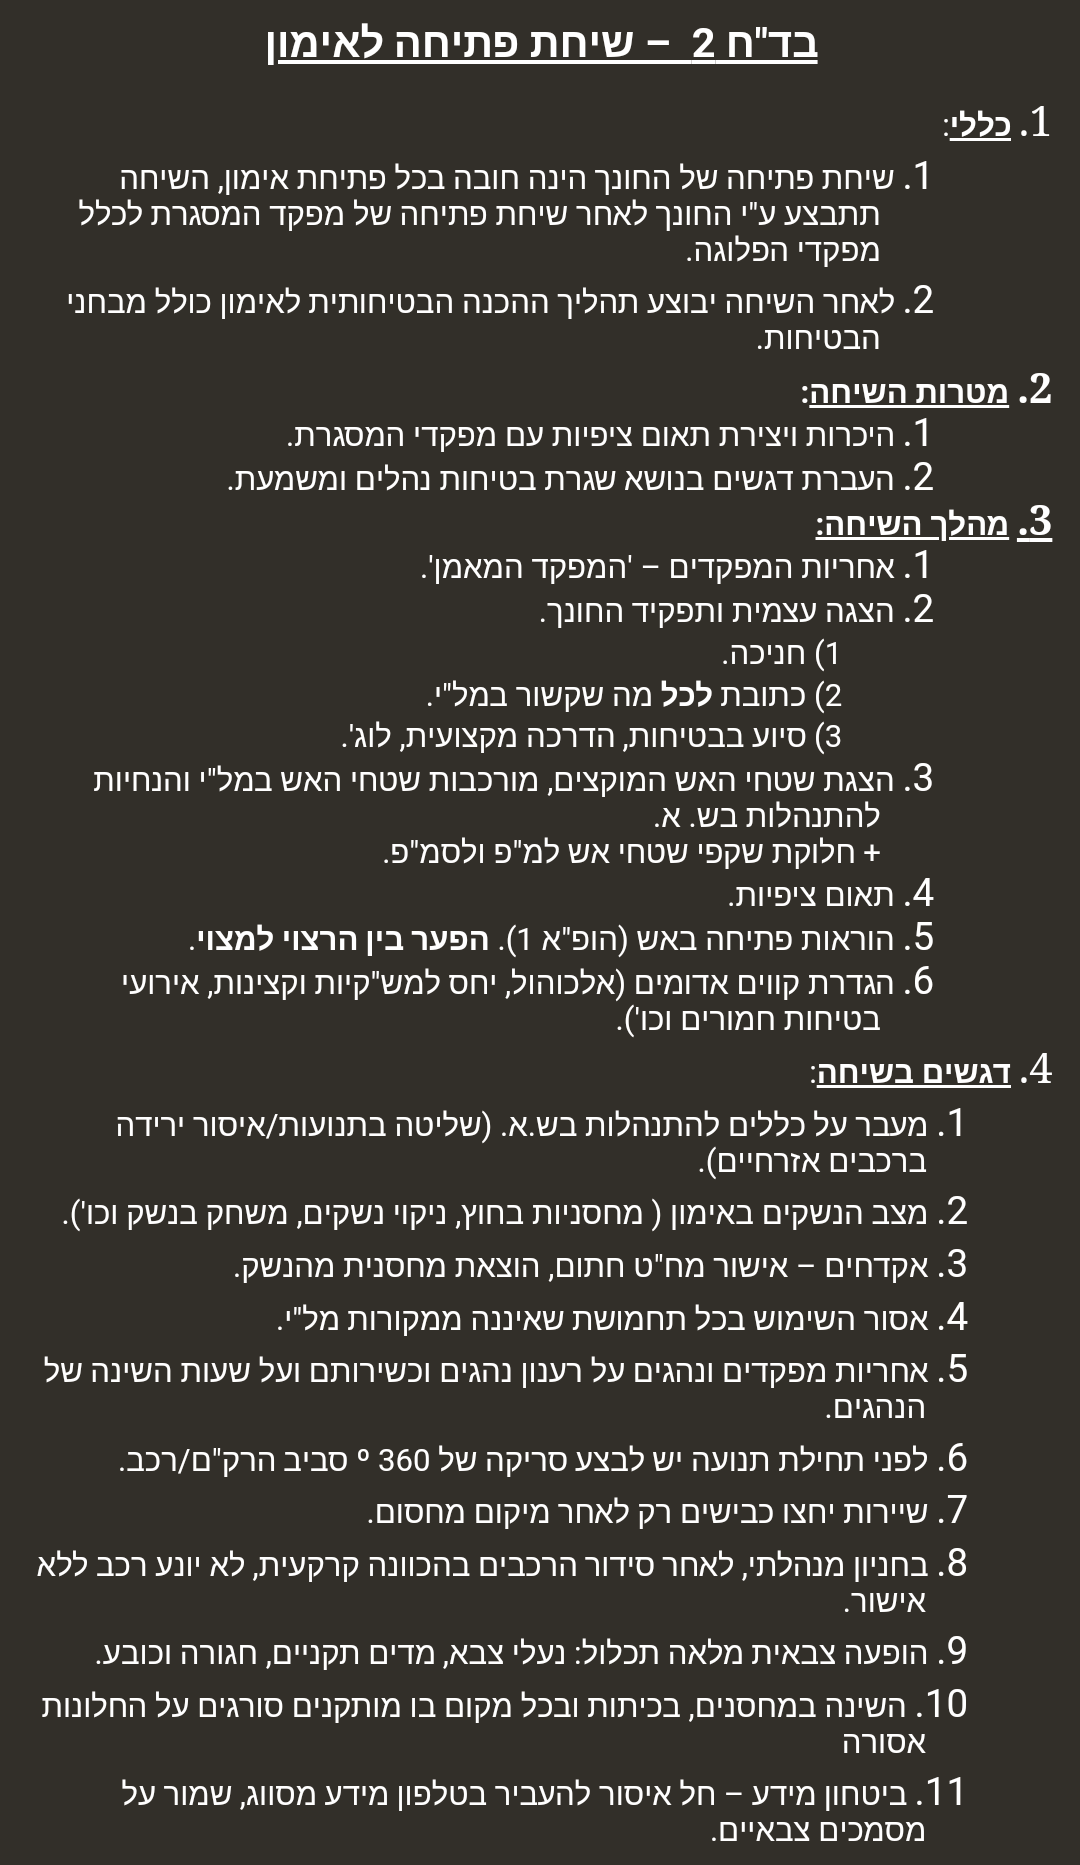 בד"ח 2 – שיחת פתיחה לאימון
1. כללי:
1. שיחת פתיחה של החונך הינה חובה בכל פתיחת אימון, השיחה
תתבצע ע"י החונך לאחר שיחת פתיחה של מפקד המסגרת לכלל
מפקדי הפלוגה.
2. לאחר השיחה יבוצע תהליך ההכנה הבטיחותית לאימון כולל מבחני
הבטיחות.
2. מטרות השיחה:
1. היכרות ויצירת תאום ציפיות עם מפקדי המסגרת.
2. העברת דגשים בנושא שגרת בטיחות נהלים ומשמעת.
3. מהלך השיחה:
1. אחריות המפקדים – 'המפקד המאמן'.
2. הצגה עצמית ותפקיד החונך.
1) חניכה.
2) כתובת לכל מה שקשור במל"י.
3) סיוע בבטיחות, הדרכה מקצועית, לוג'.
3. הצגת שטחי האש המוקצים, מורכבות שטחי האש במל"י והנחיות
להתנהלות בש. א.
+ חלוקת שקפי שטחי אש למ"פ ולסמ"פ.
4. תאום ציפיות.
5. הוראות פתיחה באש (הופ"א 1). הפער בין הרצוי למצוי.
6. הגדרת קווים אדומים (אלכוהול, יחס למש"קיות וקצינות, אירועי
בטיחות חמורים וכו').
4. דגשים בשיחה:
1. מעבר על כללים להתנהלות בש.א. (שליטה בתנועות/איסור ירידה
ברכבים אזרחיים).
2. מצב הנשקים באימון ( מחסניות בחוץ, ניקוי נשקים, משחק בנשק וכו').
3. אקדחים – אישור מח"ט חתום, הוצאת מחסנית מהנשק.
4. אסור השימוש בכל תחמושת שאיננה ממקורות מל"י.
5. אחריות מפקדים ונהגים על רענון נהגים וכשירותם ועל שעות השינה של
הנהגים.
6. לפני תחילת תנועה יש לבצע סריקה של 360 º סביב הרק"ם/רכב.
7. שיירות יחצו כבישים רק לאחר מיקום מחסום.
8. בחניון מנהלתי, לאחר סידור הרכבים בהכוונה קרקעית, לא יונע רכב ללא
אישור.
9. הופעה צבאית מלאה תכלול: נעלי צבא, מדים תקניים, חגורה וכובע.
10. השינה במחסנים, בכיתות ובכל מקום בו מותקנים סורגים על החלונות
אסורה
11. ביטחון מידע – חל איסור להעביר בטלפון מידע מסווג, שמור על
מסמכים צבאיים.